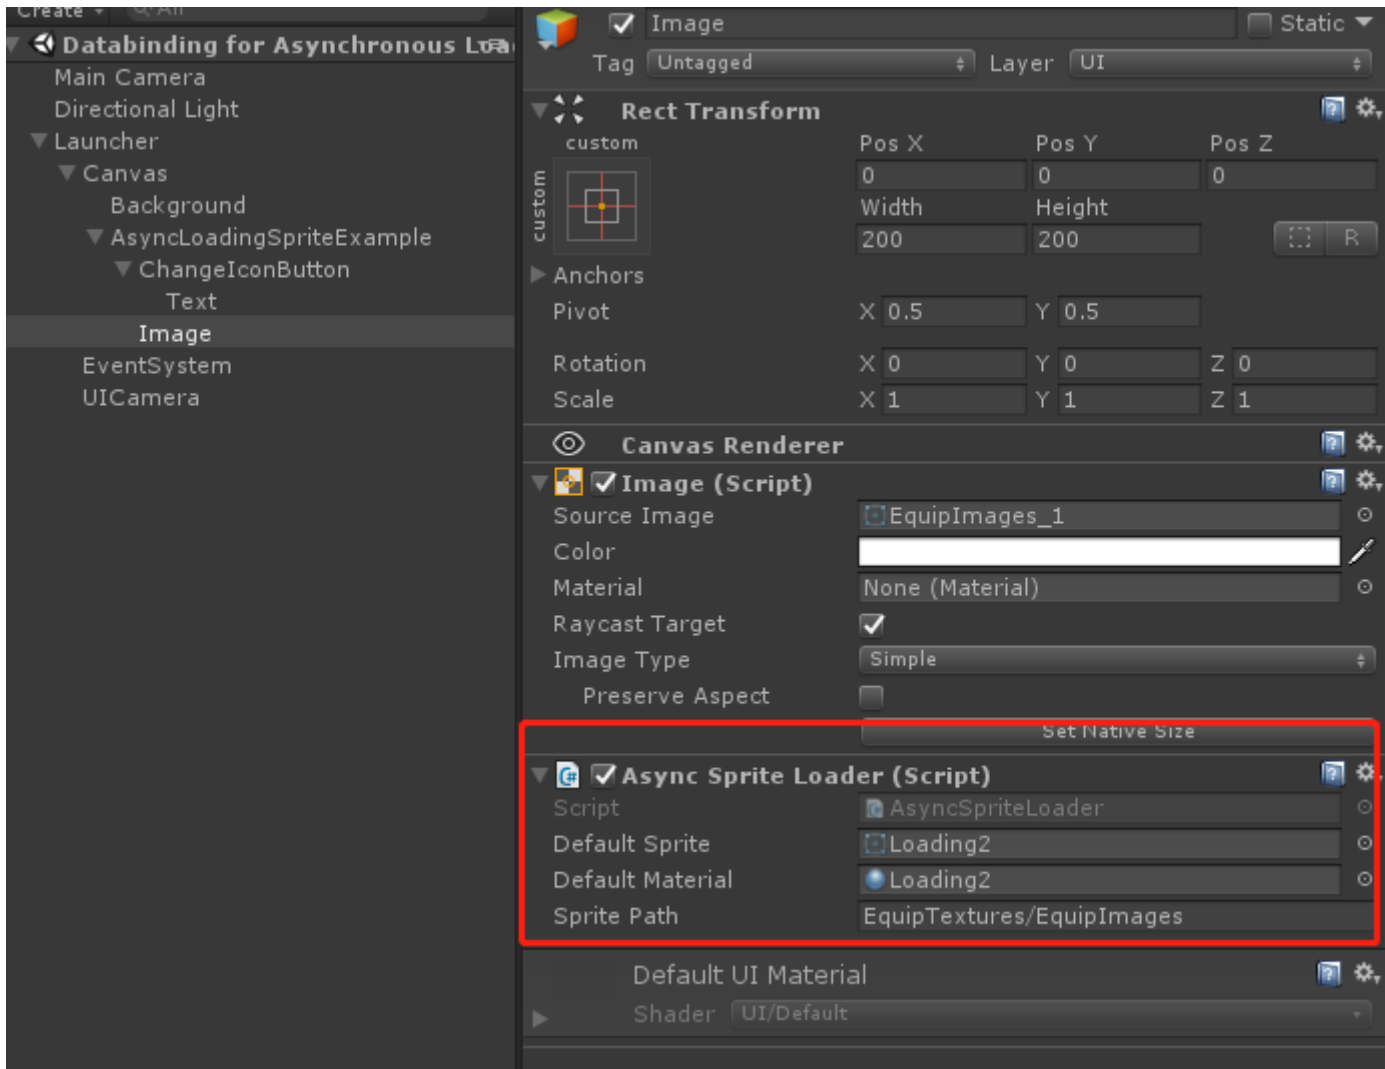 Create
All
Databinding for Asynchronous Loa
Main Camera
Directional Light
Launcher
Canvas
Background
AsyncLoadingSpriteExample
ChangeIconButton
Text
Image
EventSystem
UICamera
Image Static
Tag Untagged Layer UI
Rect Transform
custom Pos X Pos Y Pos Z
custom
0 0 0
Width Height
200 200 R
Anchors
Pivot X 0.5 Y 0.5
Rotation X 0 Y 0 Z 0
Scale X 1 Y 1 Z 1
Canvas Renderer
Image (Script)
Source Image EquipImages_1
Color
Material None (Material)
Raycast Target
Image Type Simple
Preserve Aspect
Set Native Size
Async Sprite Loader (Script)
Script AsyncSpriteLoader
Default Sprite Loading2
Default Material Loading2
Sprite Path EquipTextures/EquipImages
Default UI Material
Shader UI/Default